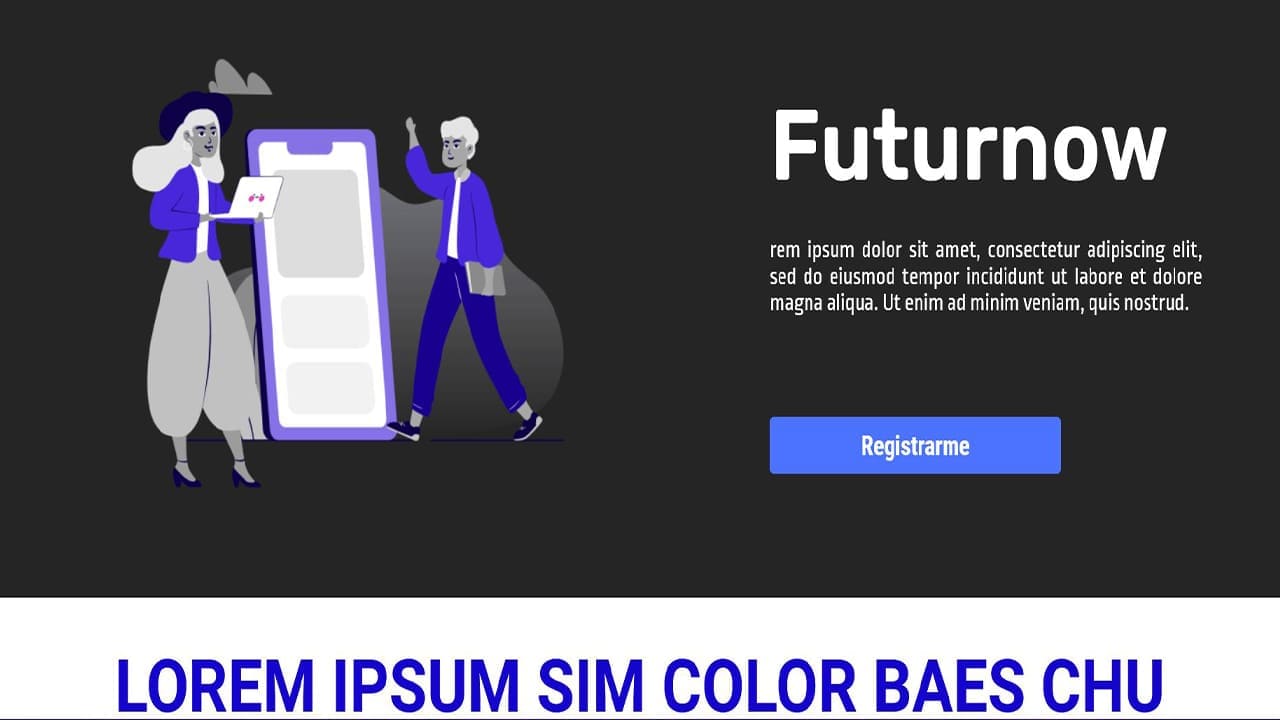 Futurnow
rem ipsum dolor sit amet, consectetur adipiscing elit,
sed do eiusmod tempor incididunt ut labore et dolore
magna aliqua. Ut enim ad minim veniam, quis nostrud.
Registrarme
LOREM IPSUM SIM COLOR BAES CHU